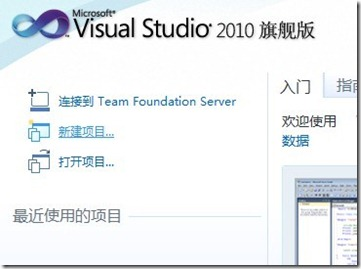 Microsoft®
Visual Studio® 2010 旗舰版
连接到 Team Foundation Server
新建项目...
打开项目...
最近使用的项目
入门
指南
欢迎使用
数据